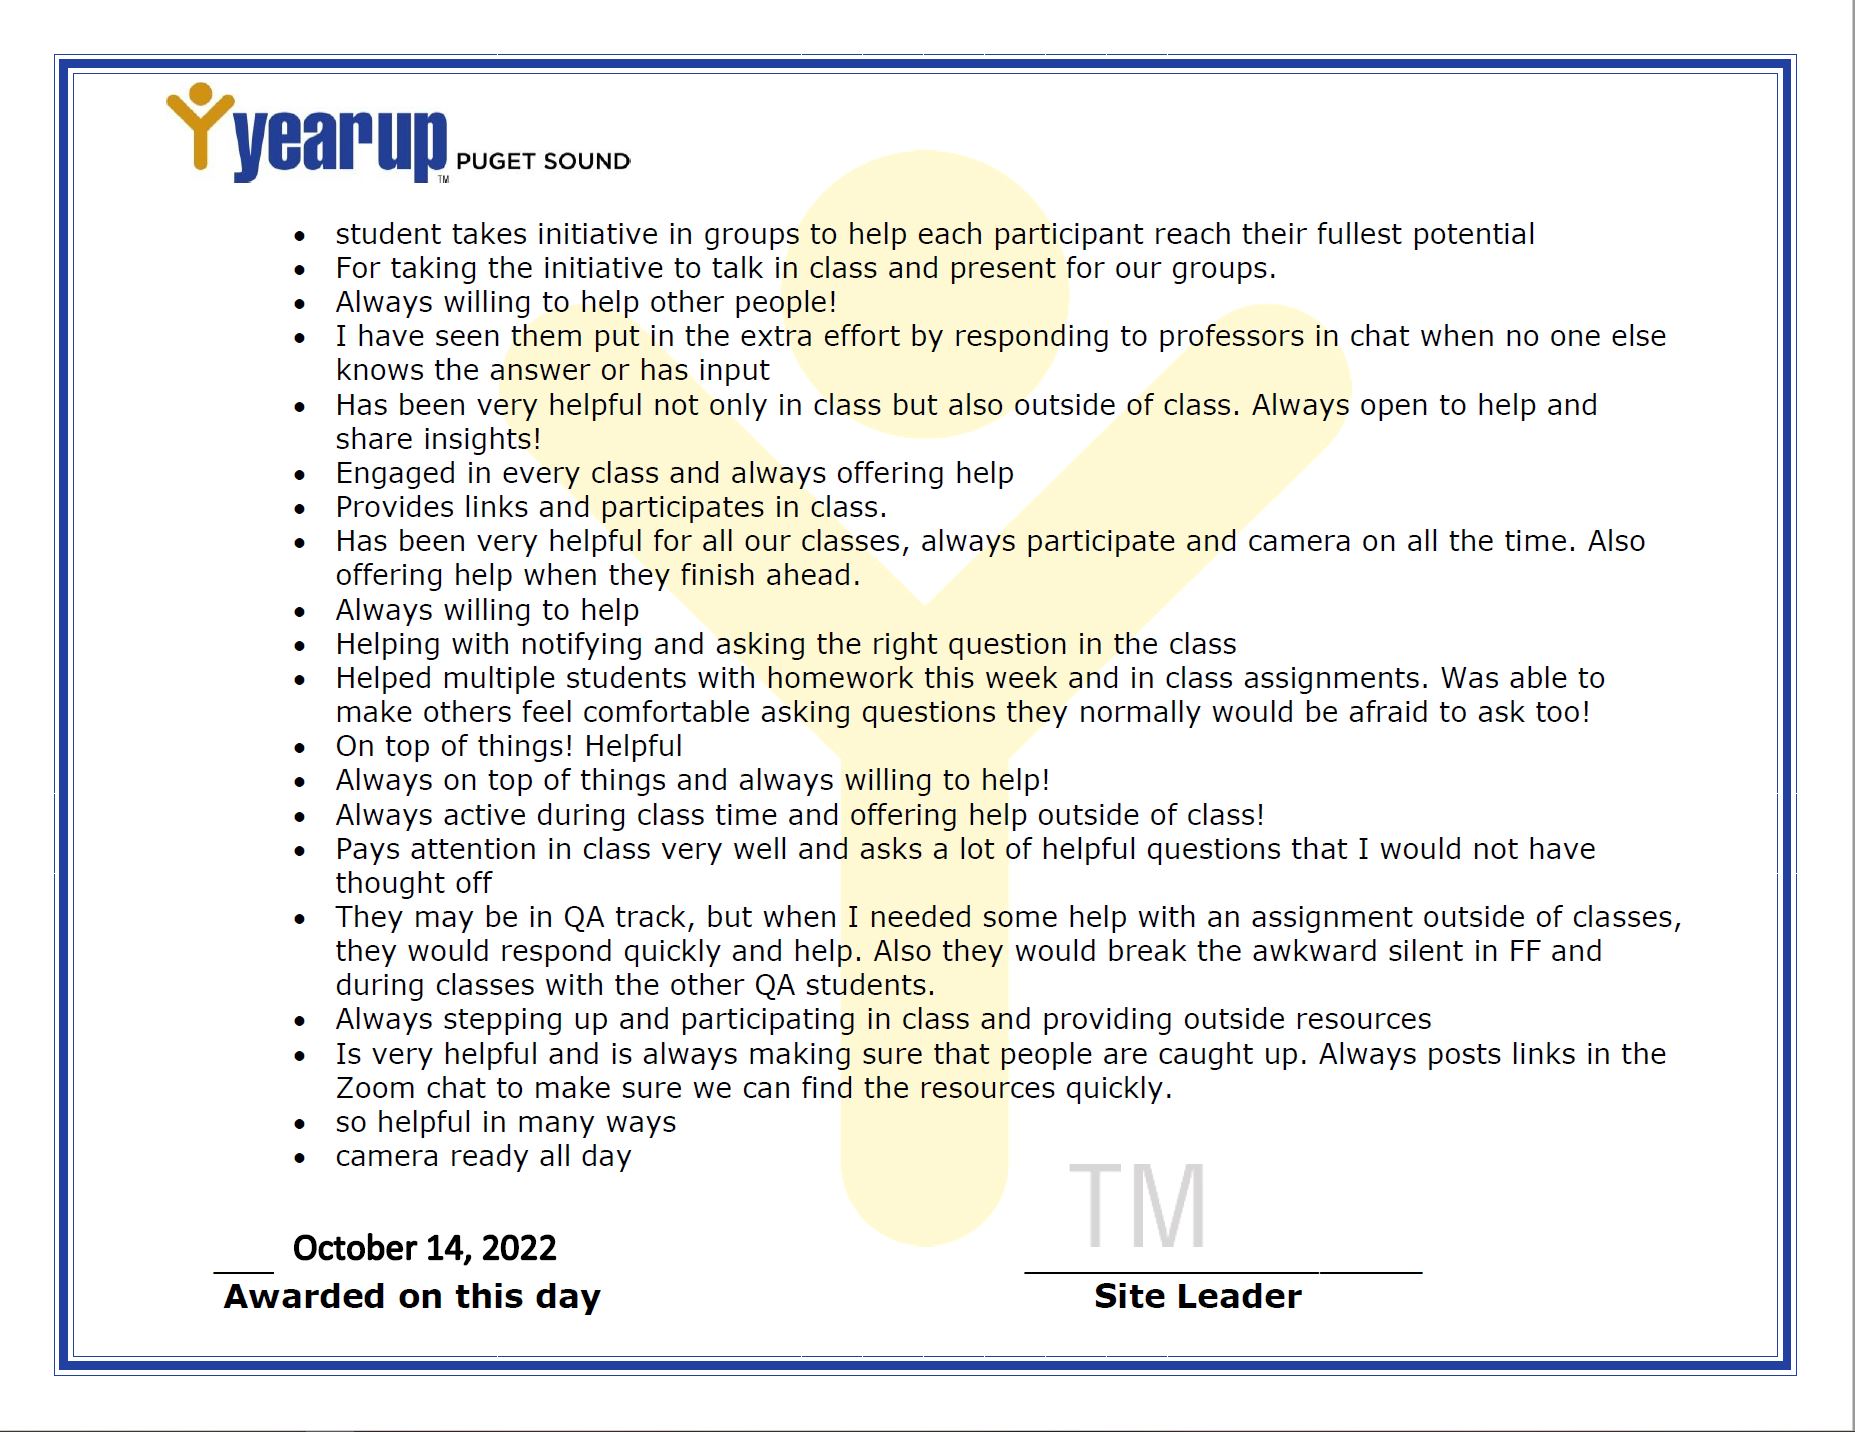 yearup TM PUGET SOUND
• student takes initiative in groups to help each participant reach their fullest potential
• For taking the initiative to talk in class and present for our groups.
• Always willing to help other people!
• I have seen them put in the extra effort by responding to professors in chat when no one else
knows the answer or has input
• Has been very helpful not only in class but also outside of class. Always open to help and
share insights!
• Engaged in every class and always offering help
• Provides links and participates in class.
• Has been very helpful for all our classes, always participate and camera on all the time. Also
offering help when they finish ahead.
• Always willing to help
• Helping with notifying and asking the right question in the class
• Helped multiple students with homework this week and in class assignments. Was able to
make others feel comfortable asking questions they normally would be afraid to ask too!
• On top of things! Helpful
• Always on top of things and always willing to help!
• Always active during class time and offering help outside of class!
• Pays attention in class very well and asks a lot of helpful questions that I would not have
thought off
• They may be in QA track, but when I needed some help with an assignment outside of classes,
they would respond quickly and help. Also they would break the awkward silent in FF and
during classes with the other QA students.
• Always stepping up and participating in class and providing outside resources
• Is very helpful and is always making sure that people are caught up. Always posts links in the
Zoom chat to make sure we can find the resources quickly.
• so helpful in many ways
• camera ready all day
TM
October 14, 2022
Awarded on this day
Site Leader